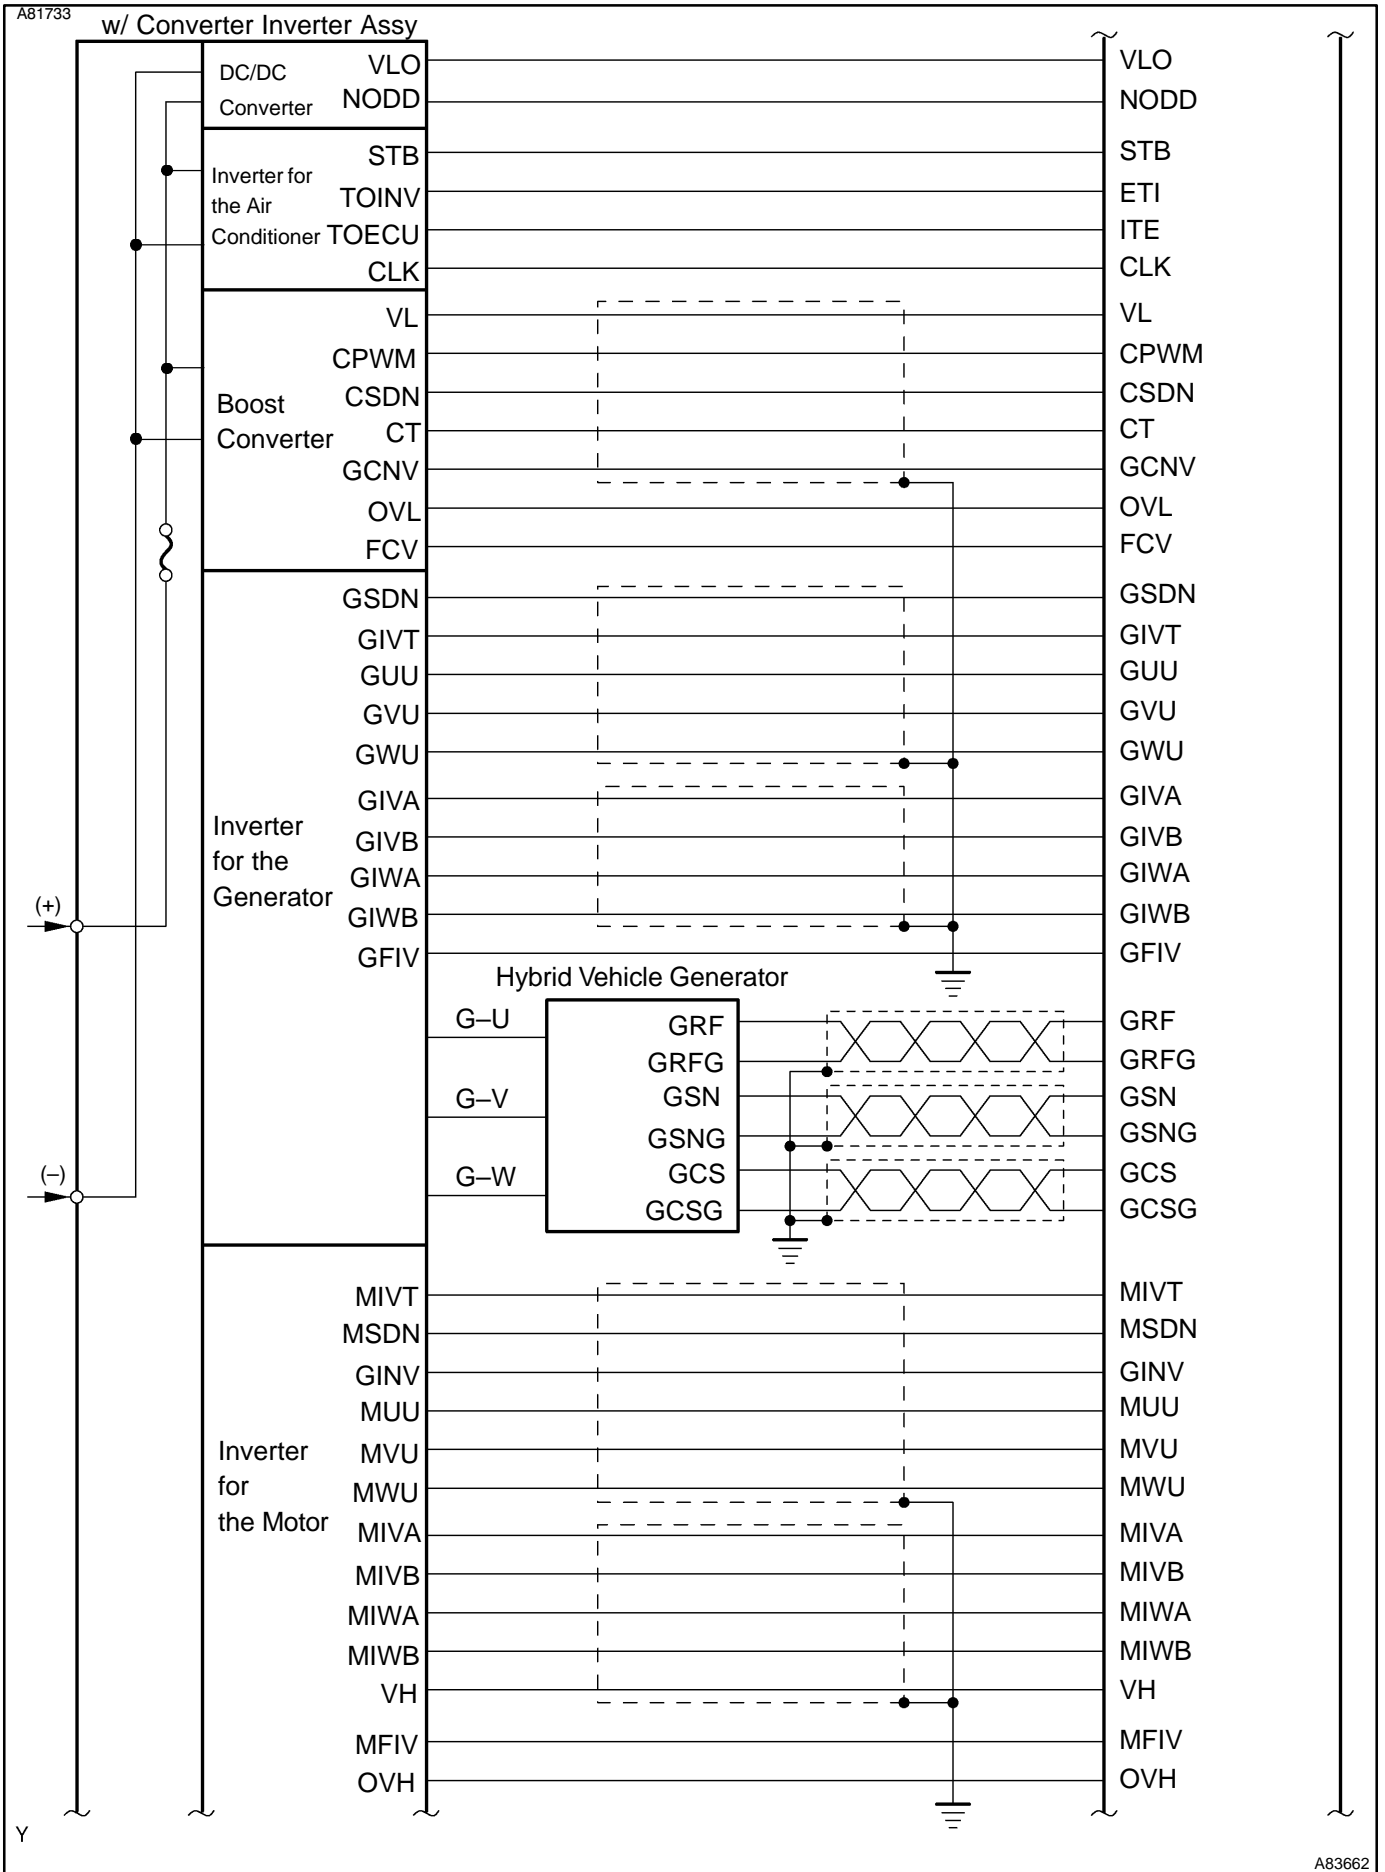 A81733
w/ Converter Inverter Assy
DC/DC
Converter
VLO
VLO
NODD
NODD
Inverter for
the Air
Conditioner
STB
STB
TOINV
ETI
TOECU
ITE
CLK
CLK
Boost
Converter
VL
VL
CPWM
CPWM
CSDN
CSDN
CT
CT
GCNV
GCNV
OVL
OVL
FCV
FCV
Inverter
for the
Generator
GSDN
GSDN
GIVT
GIVT
GUU
GUU
GVU
GVU
GWU
GWU
GIVA
GIVA
GIVB
GIVB
GIWA
GIWA
(+)
GIWB
GIWB
GFIV
GFIV
Hybrid Vehicle Generator
G–U
GRF
GRF
GRFG
GRFG
G–V
GSN
GSN
GSNG
GSNG
(–)
G–W
GCS
GCS
GCSG
GCSG
Inverter
for
the Motor
MIVT
MIVT
MSDN
MSDN
GINV
GINV
MUU
MUU
MVU
MVU
MWU
MWU
MIVA
MIVA
MIVB
MIVB
MIWA
MIWA
MIWB
MIWB
VH
VH
MFIV
MFIV
OVH
OVH
Y
A83662